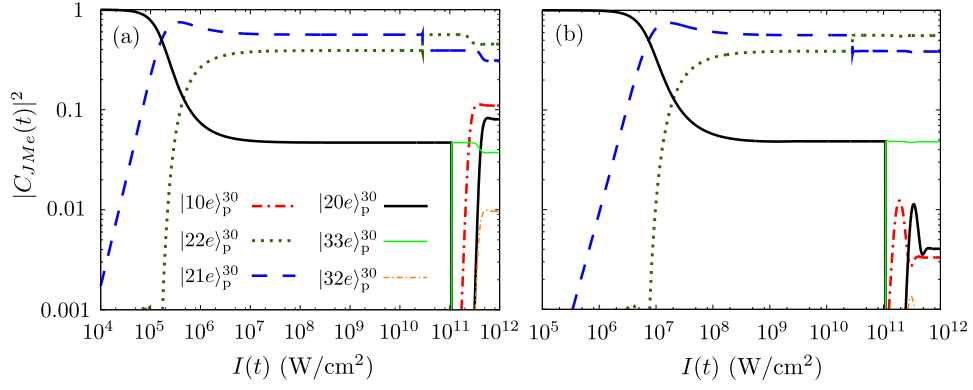 (a)
(b)
|C_{JMe}(t)|^2
1
0.1
0.01
0.001
|10e⟩_p^{30}
|20e⟩_p^{30}
|22e⟩_p^{30}
|33e⟩_p^{30}
|21e⟩_p^{30}
|32e⟩_p^{30}
10^4 10^5 10^6 10^7 10^8 10^9 10^{10} 10^{11} 10^{12}
10^5 10^6 10^7 10^8 10^9 10^{10} 10^{11} 10^{12}
I(t) (W/cm^2)
I(t) (W/cm^2)